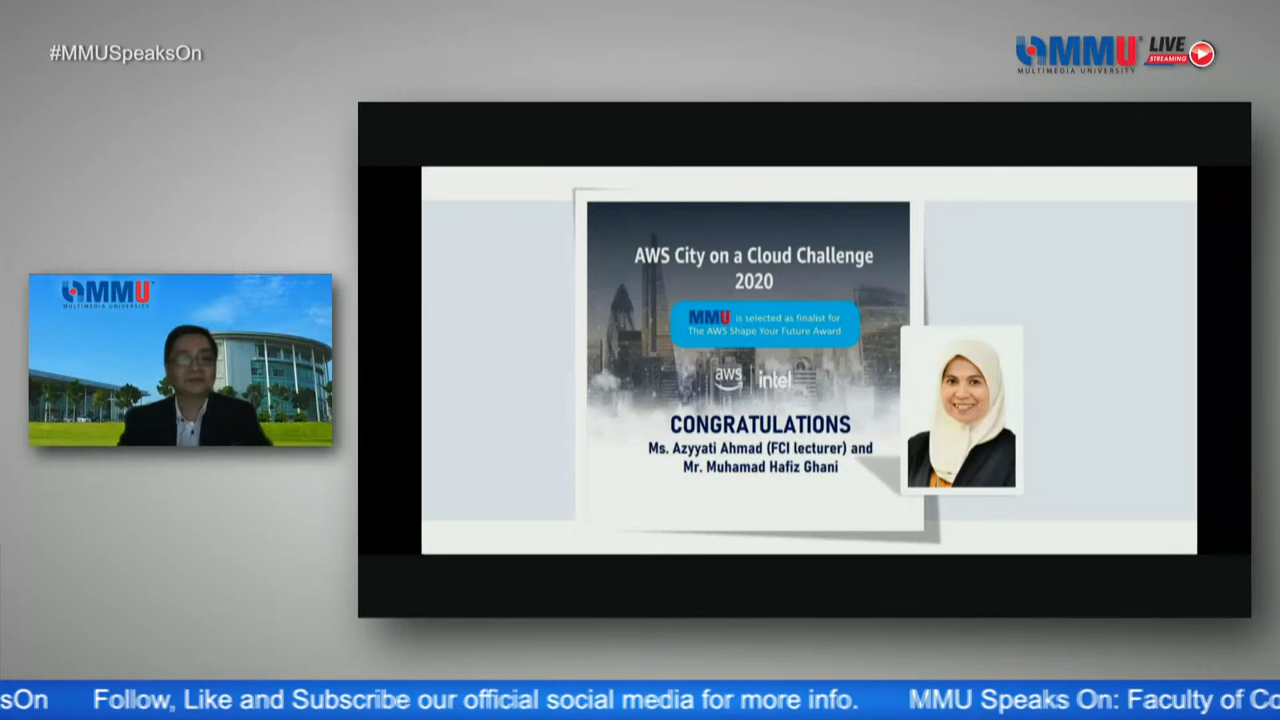 #MMUSpeaksOn
MMU
MULTIMEDIA UNIVERSITY
LIVE
STREAMING
MMU
MULTIMEDIA UNIVERSITY
AWS City on a Cloud Challenge
2020
MMU is selected as finalist for
The AWS Shape Your Future Award
aws
intel
CONGRATULATIONS
Ms. Azyyati Ahmad (FCI lecturer) and
Mr. Muhamad Hafiz Ghani
sOn Follow, Like and Subscribe our official social media for more info. MMU Speaks On: Faculty of Co